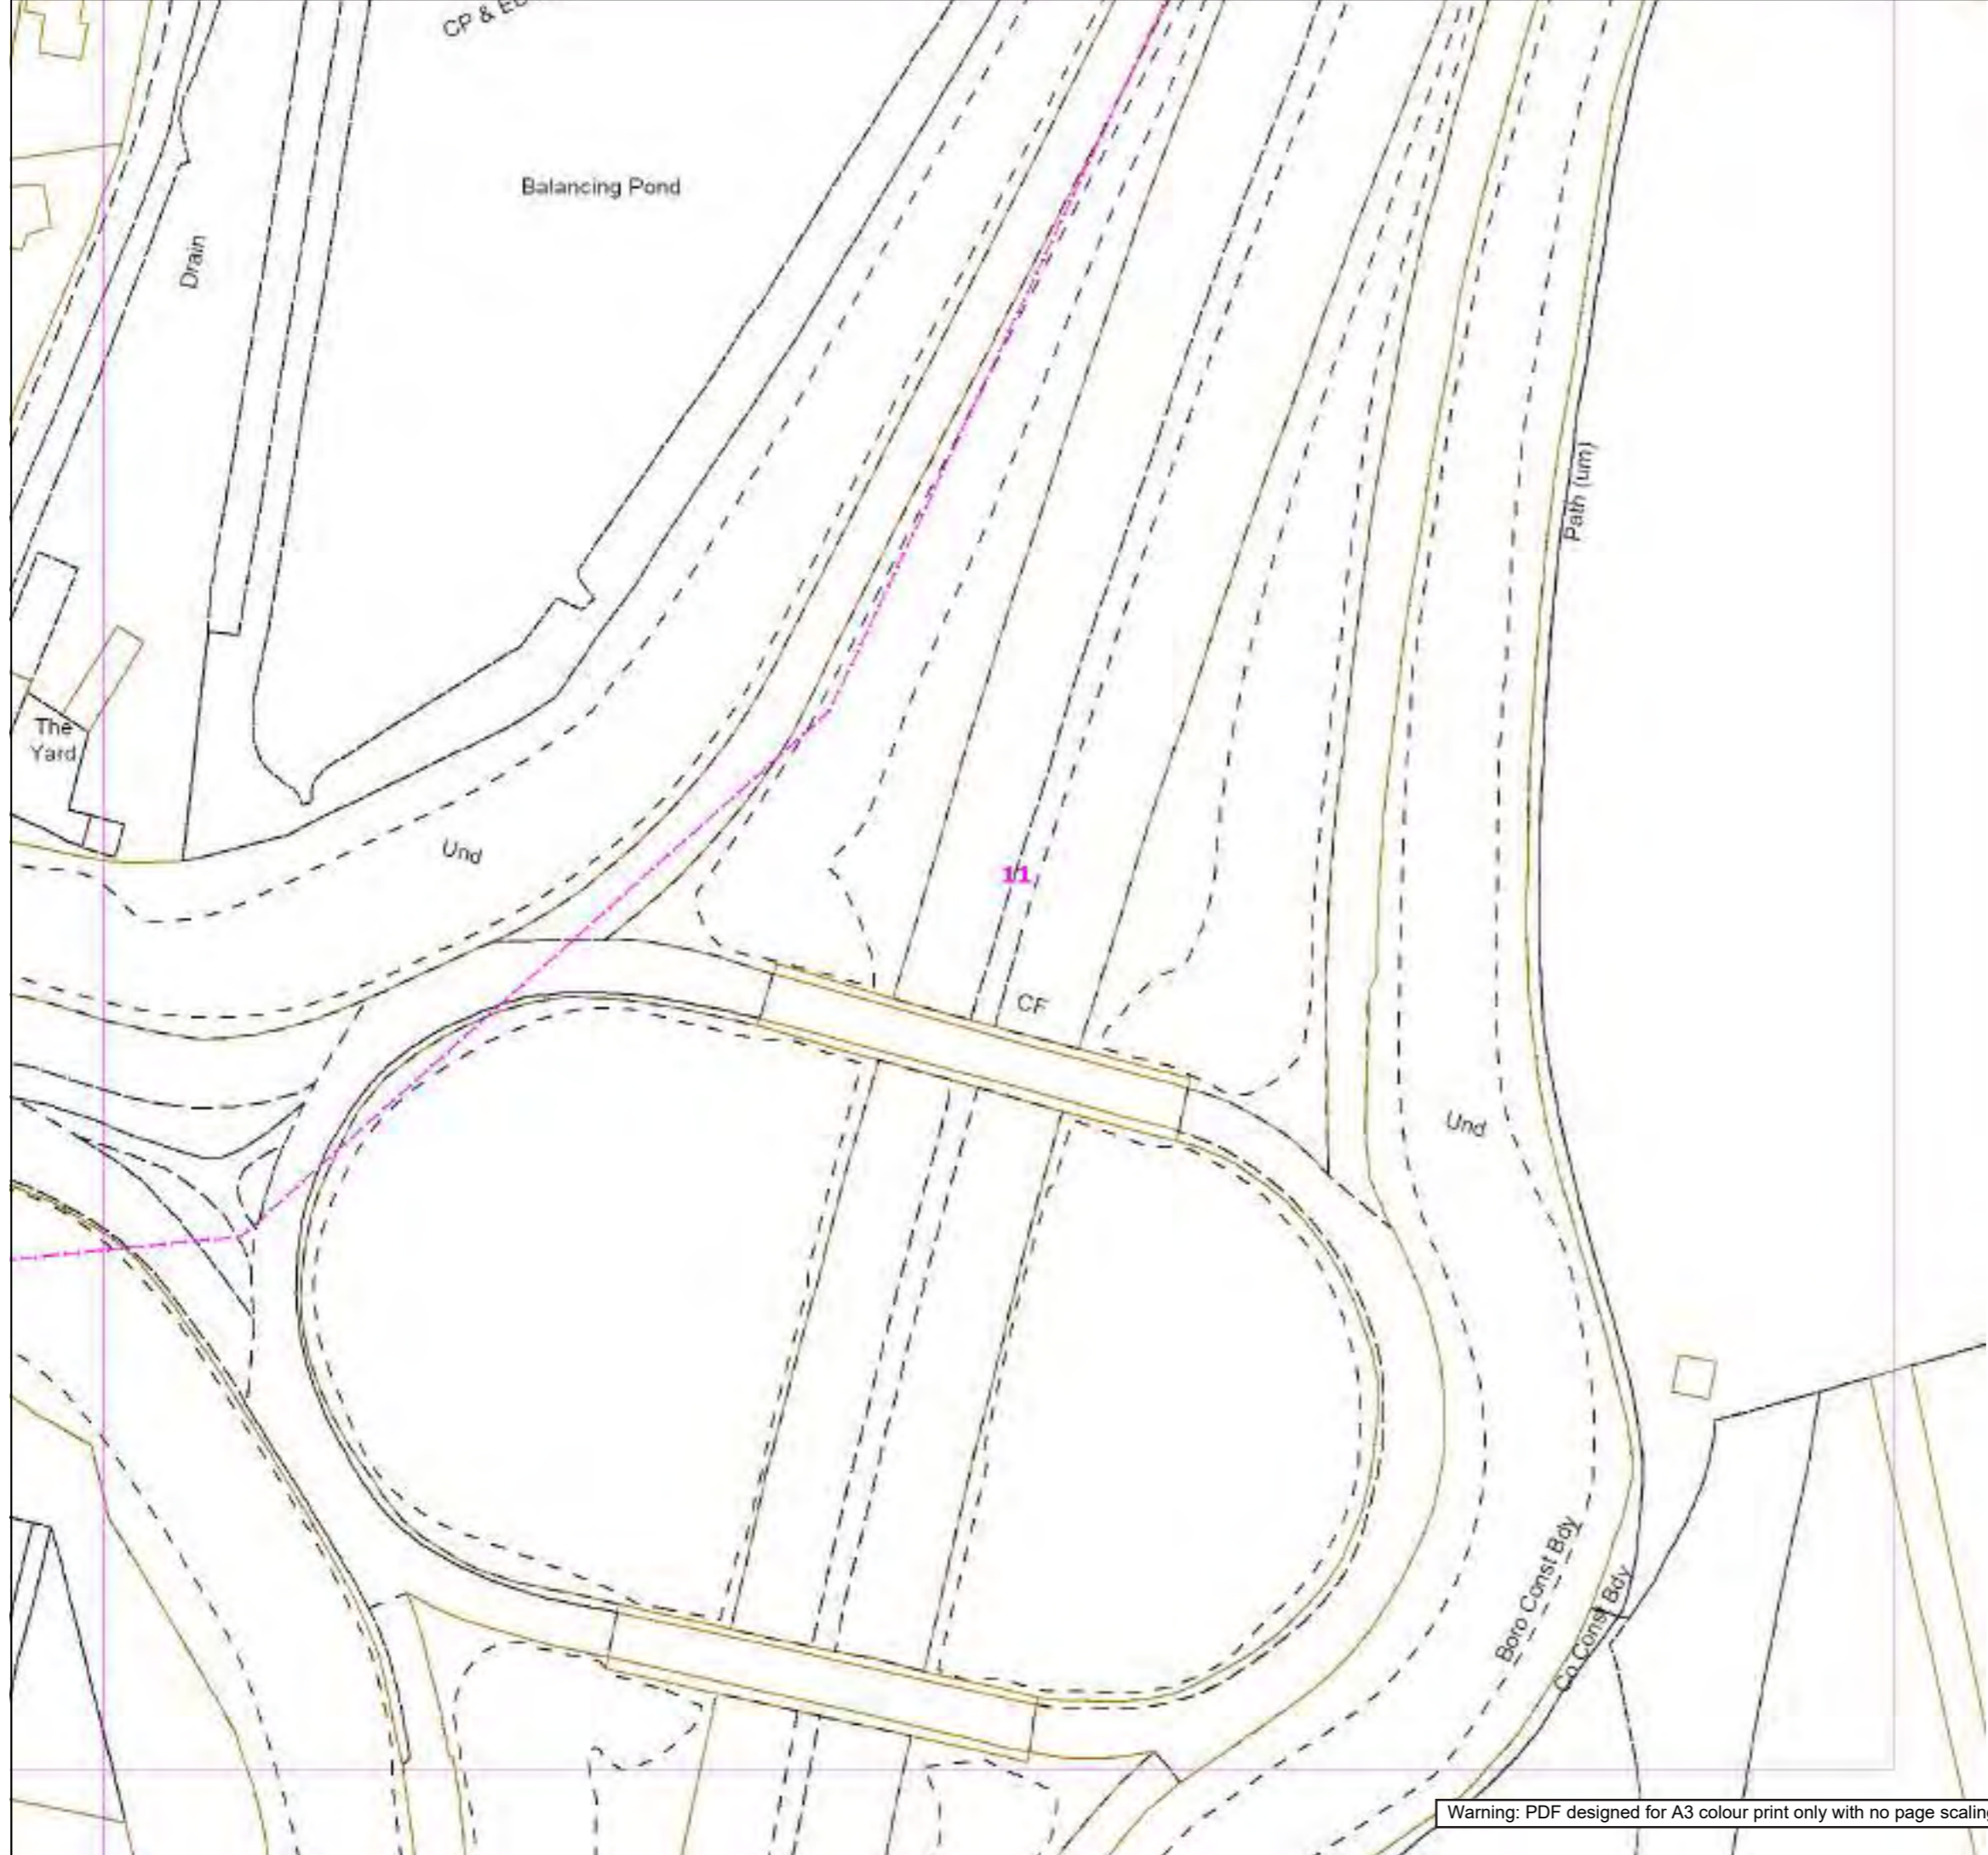 CP &
Balancing Pond
Drain
Path (um)
The
Yard
Und
11
CF
Und
Boro Const Bdy
Co Const Bdy
Warning: PDF designed for A3 colour print only with no page scaling